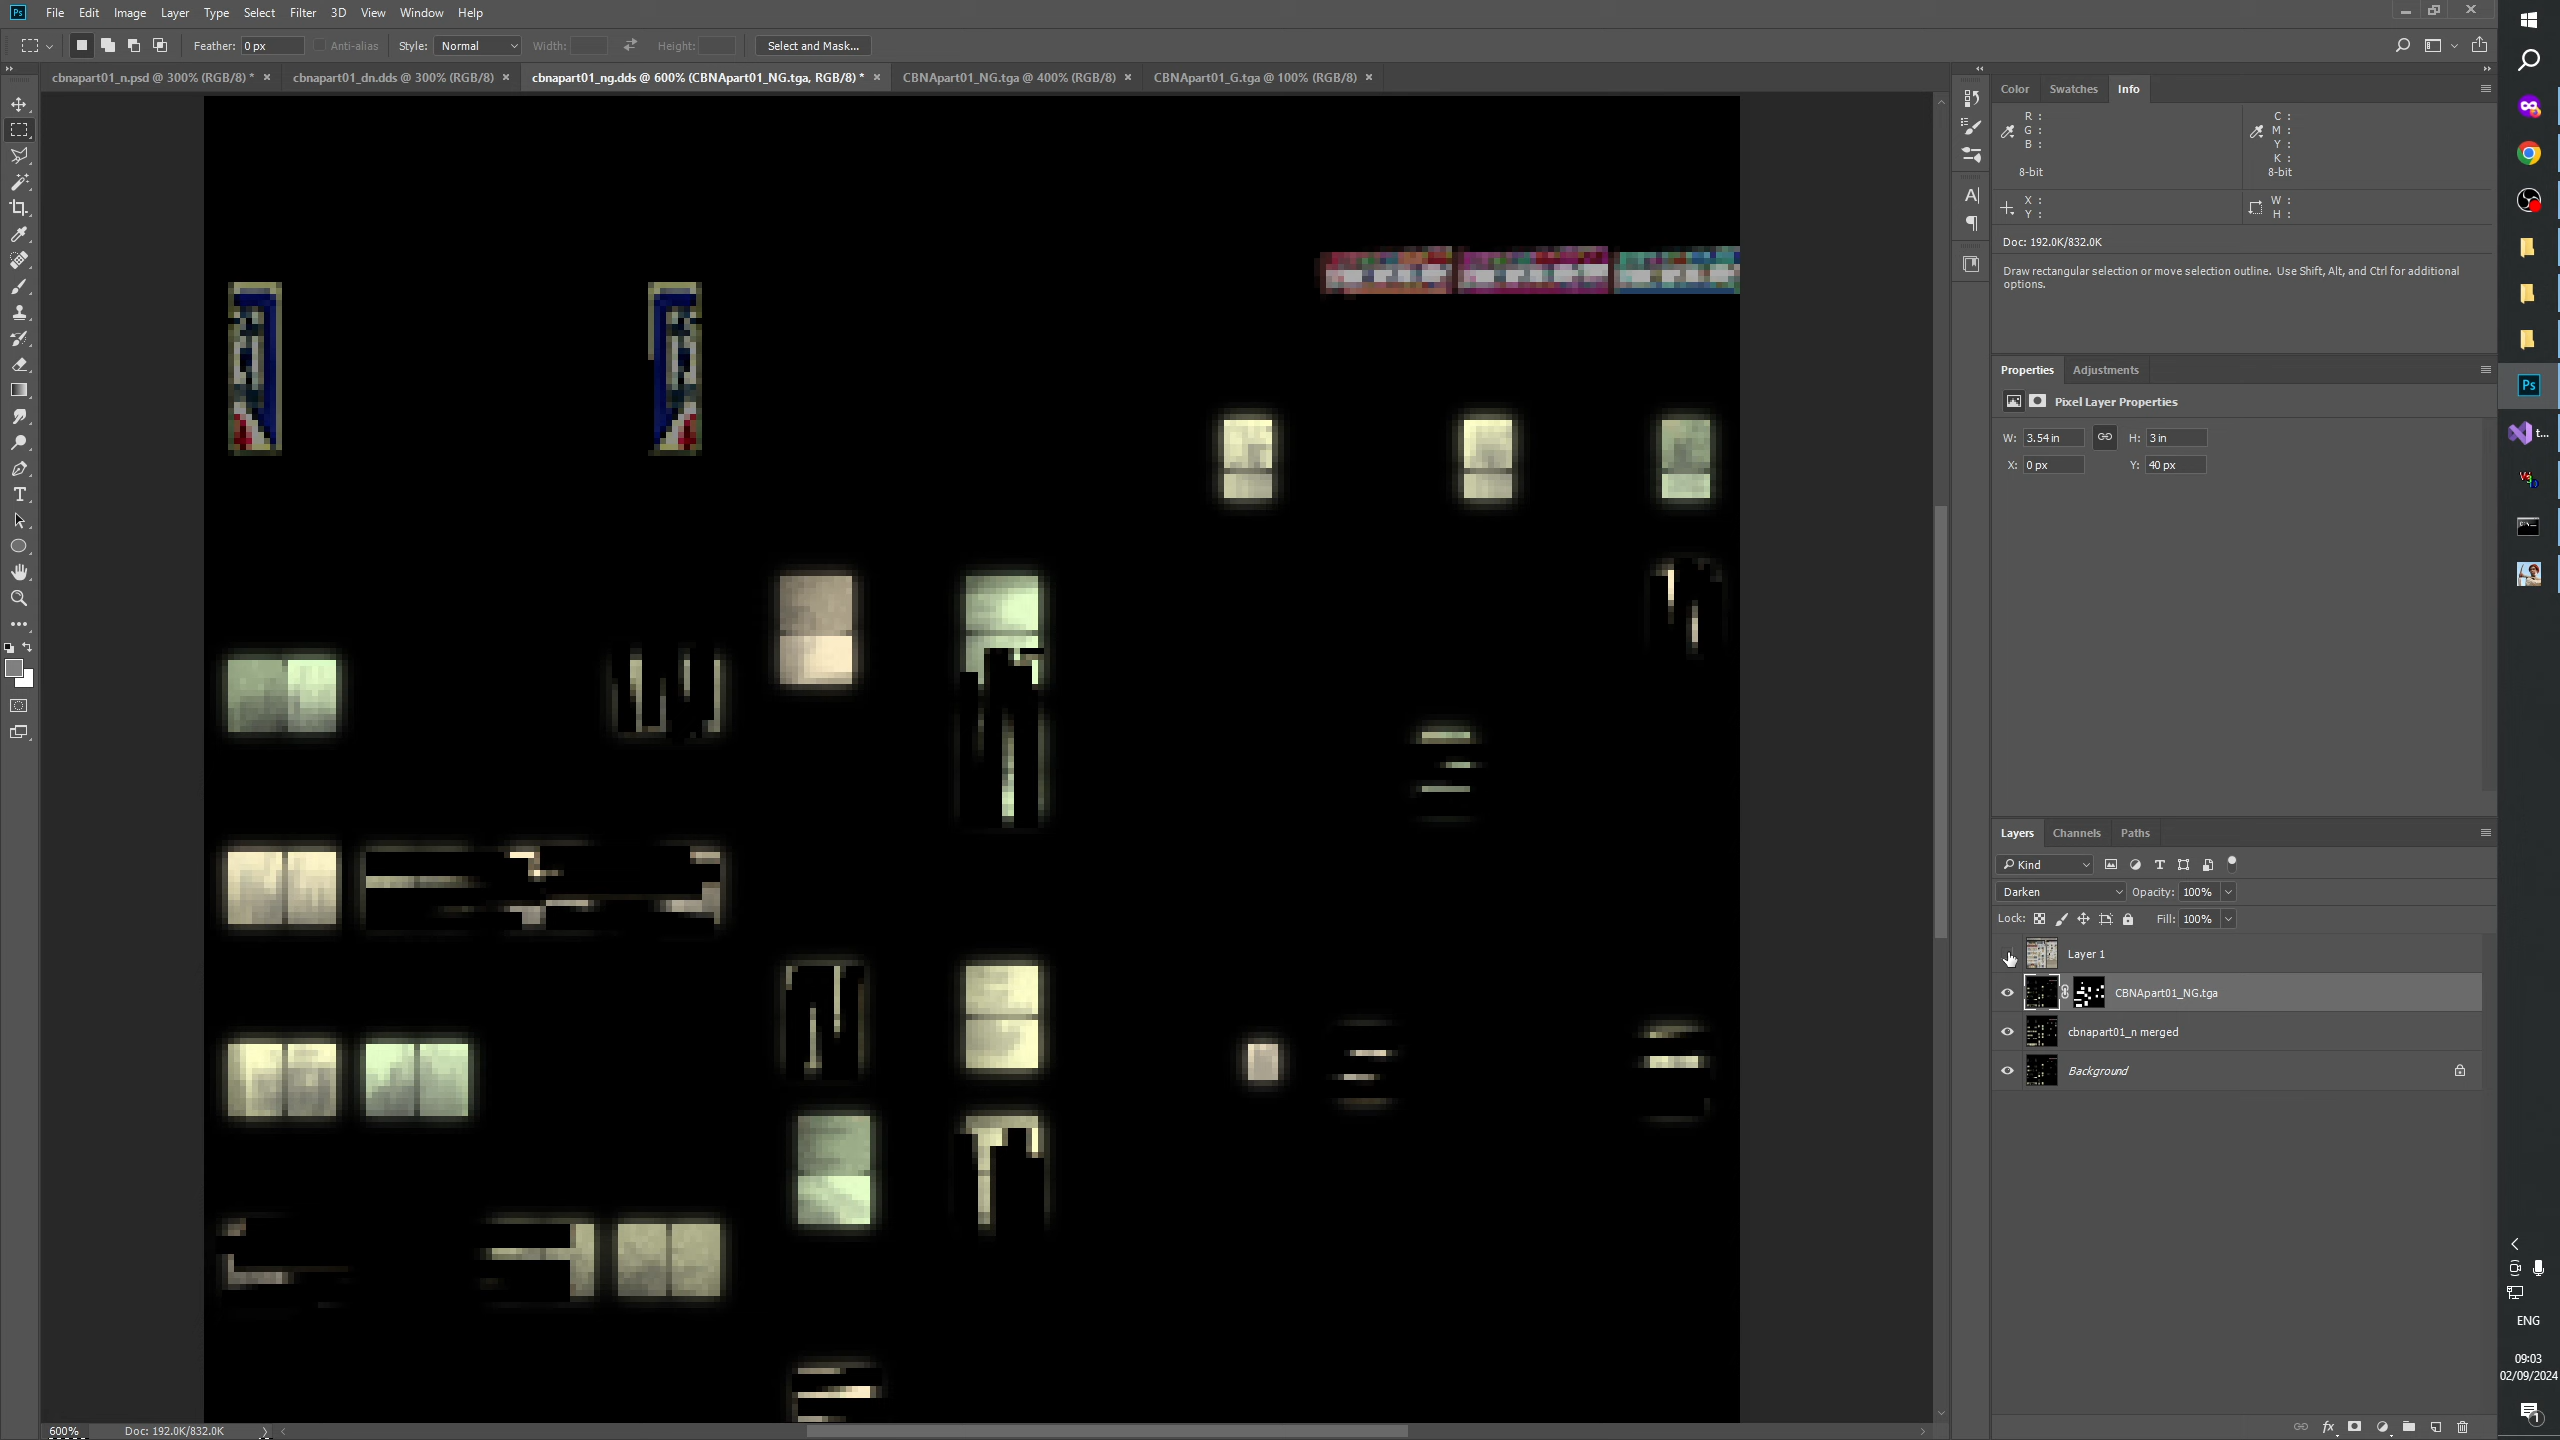 Ps File Edit Image Layer Type Select Filter 3D View Window Help
Feather: 0 px Anti-alias Style: Normal Width: Height: Select and Mask...
cbnapart01_n.psd @ 300% (RGB/8) * × cbnapart01_dn.dds @ 300% (RGB/8) × cbnapart01_ng.dds @ 600% (CBNApart01_NG.tga, RGB/8) * × CBNApart01_NG.tga @ 400% (RGB/8) × CBNApart01_G.tga @ 100% (RGB/8) ×
Color Swatches Info
R : C :
G : M :
B : Y :
K :
8-bit 8-bit
X : W :
Y : H :
Doc: 192.0K/832.0K
Draw rectangular selection or move selection outline. Use Shift, Alt, and Ctrl for additional
options.
Properties Adjustments
Pixel Layer Properties
W: 3.54 in H: 3 in
X: 0 px Y: 40 px
Ps
t...
Layers Channels Paths
Kind
Darken Opacity: 100%
Lock: Fill: 100%
Layer 1
CBNApart01_NG.tga
cbnapart01_n merged
Background
ENG
09:03
02/09/2024
1
600% Doc: 192.0K/832.0K